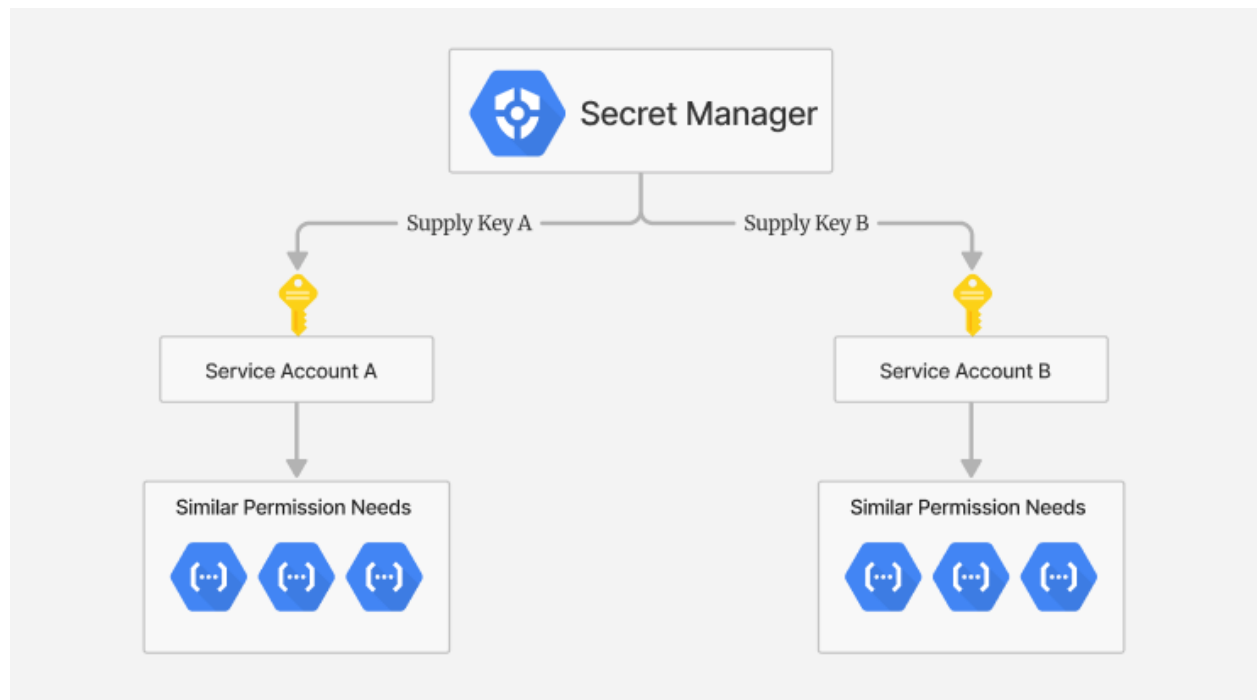 Secret Manager
Supply Key A
Supply Key B
Service Account A
Service Account B
Similar Permission Needs
Similar Permission Needs